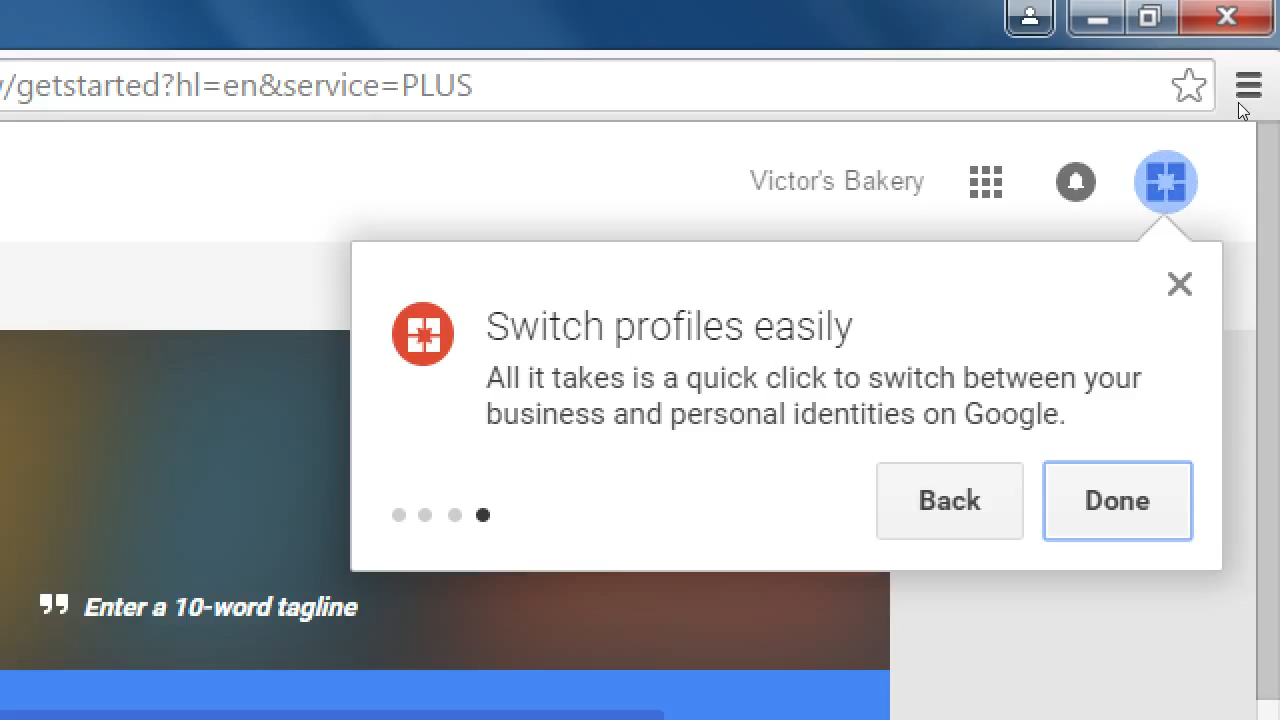 /getstarted?hl=en&service=PLUS
Victor's Bakery
Switch profiles easily
All it takes is a quick click to switch between your
business and personal identities on Google.
Back
Done
Enter a 10-word tagline